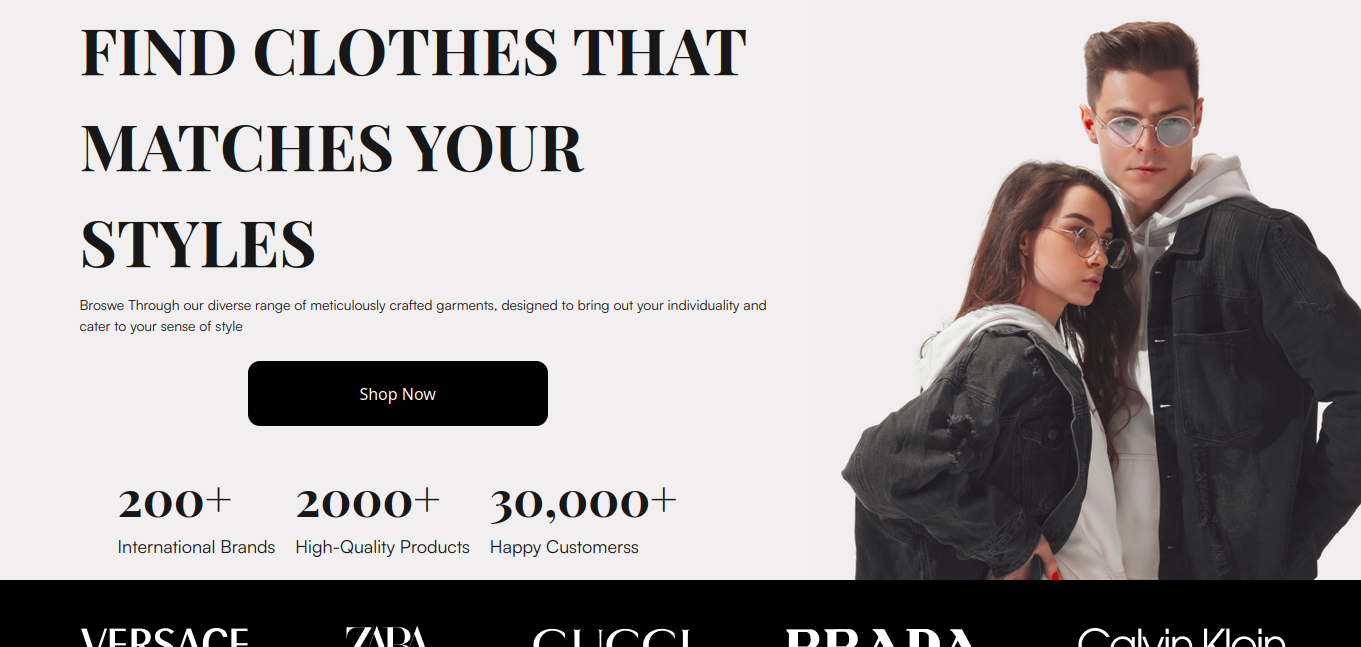 FIND CLOTHES THAT
MATCHES YOUR
STYLES
Broswe Through our diverse range of meticulously crafted garments, designed to bring out your individuality and
cater to your sense of style
Shop Now
200+ 2000+ 30,000+
International Brands High-Quality Products Happy Customerss
VERSACE ZARA GUCCI PRADA Calvin Klein